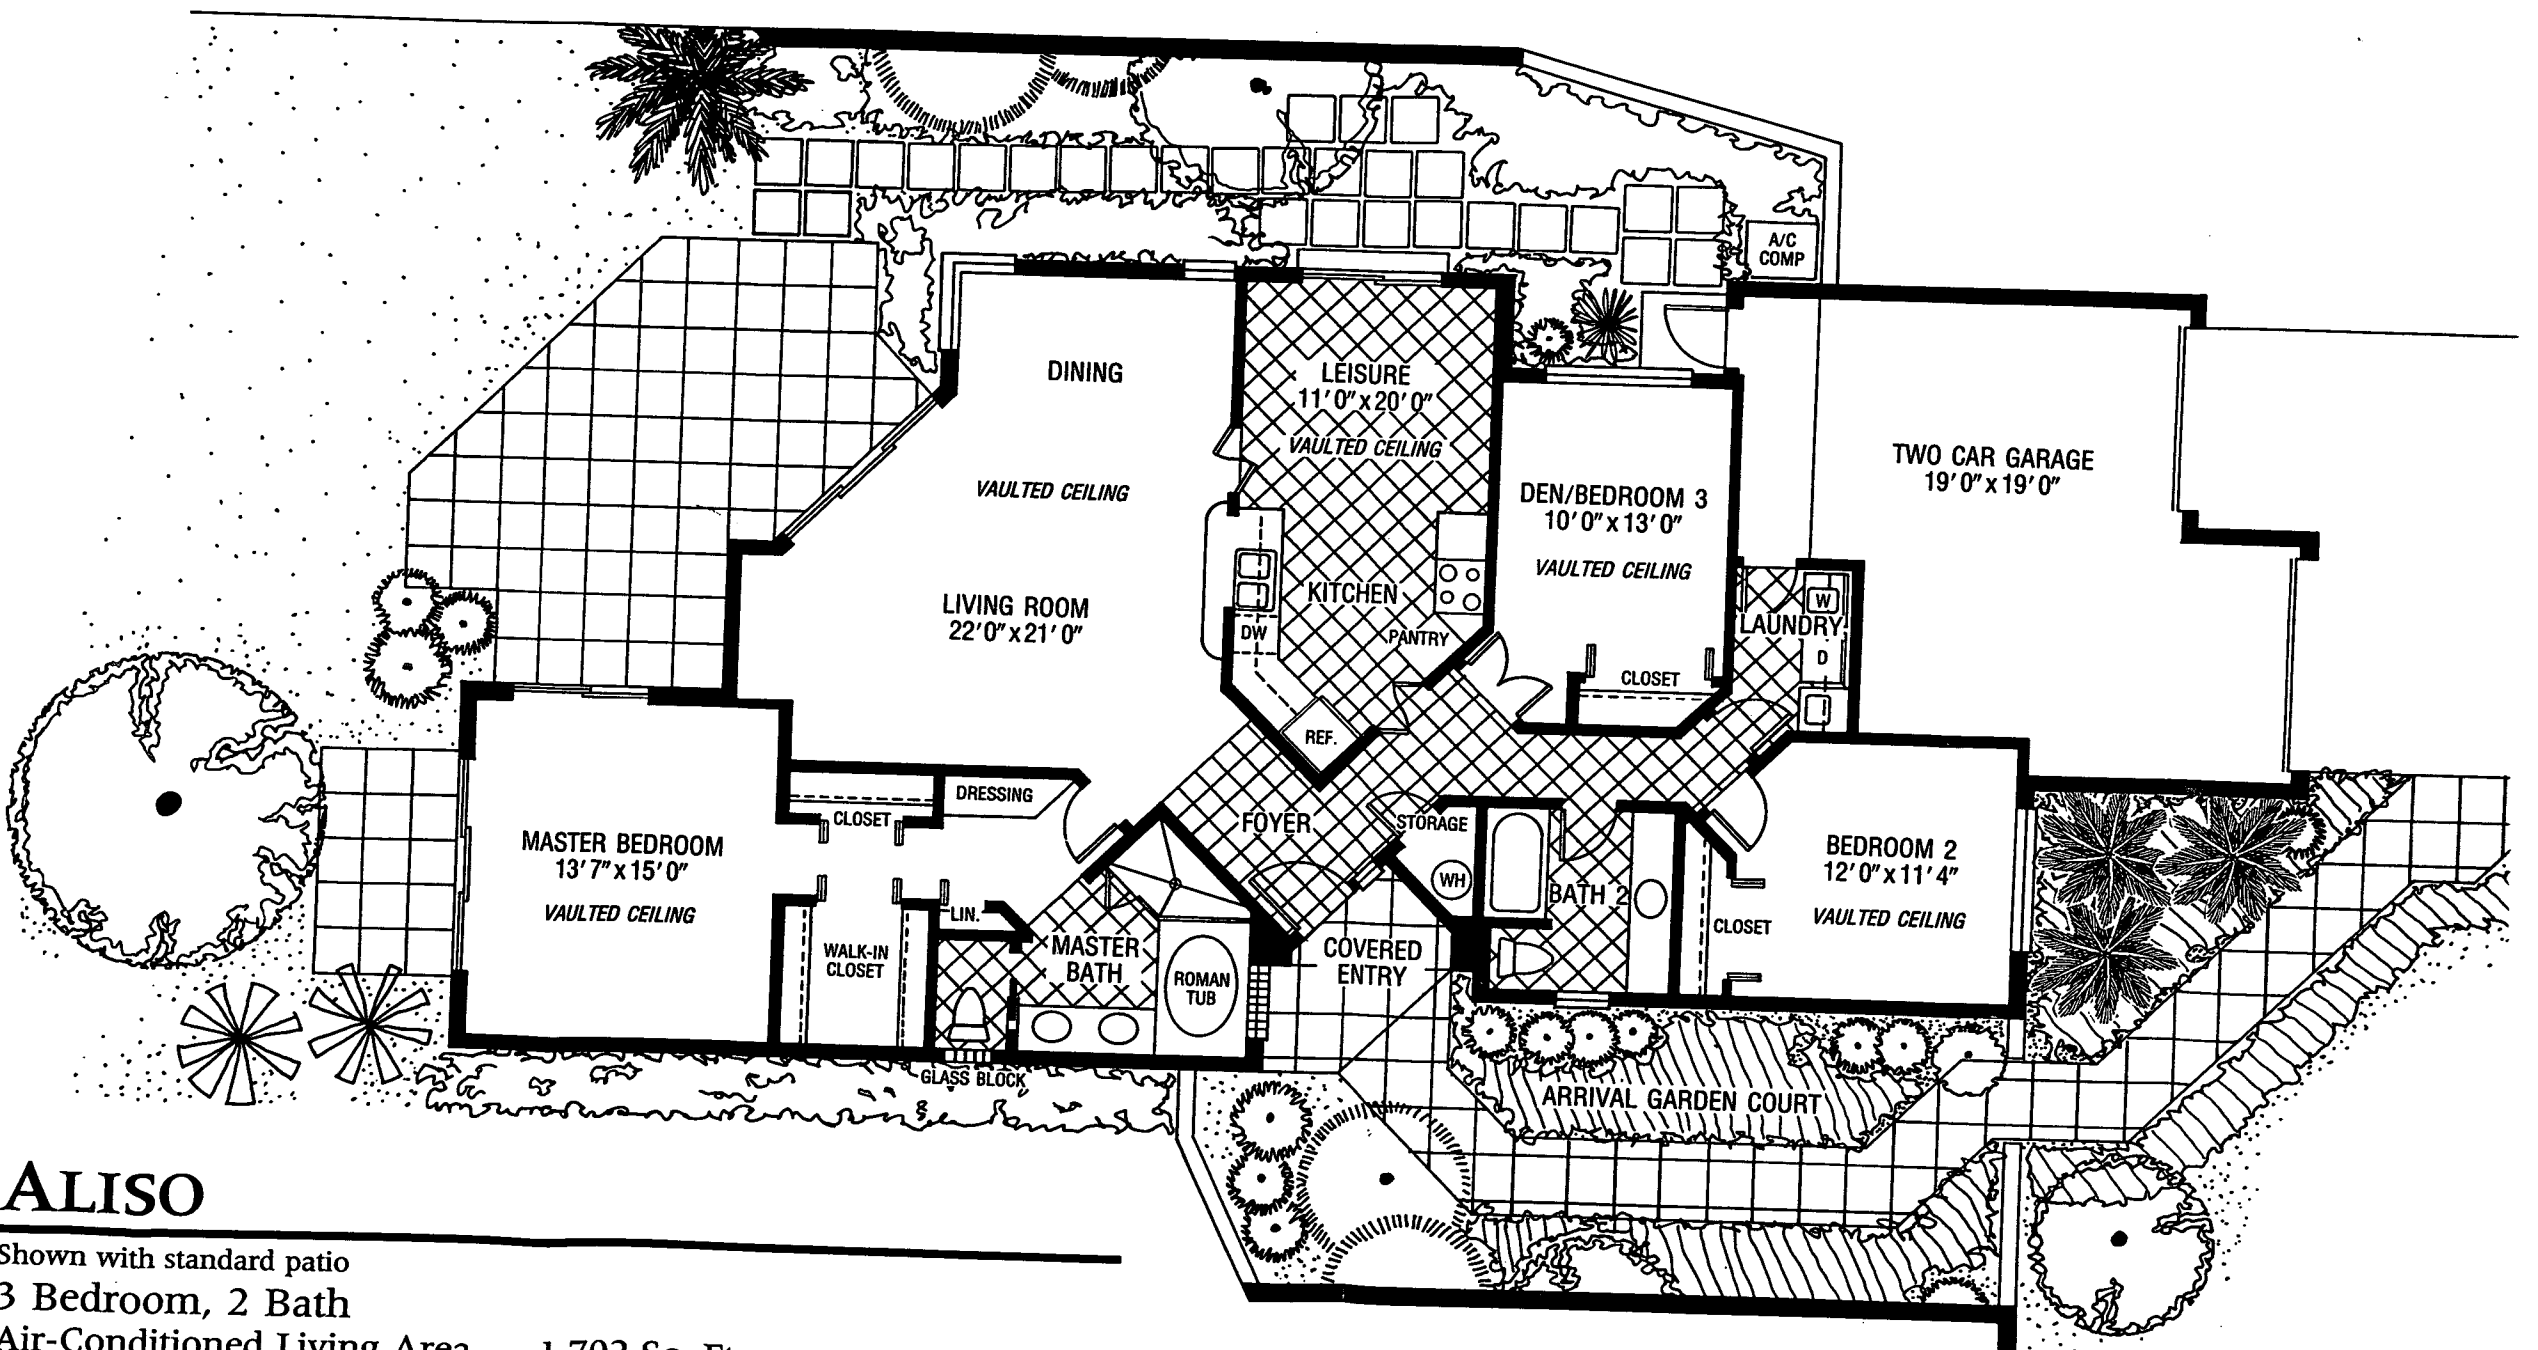 A/C
COMP
DINING
LEISURE
11'0"x20'0"
VAULTED CEILING
TWO CAR GARAGE
19'0"x19'0"
VAULTED CEILING
DEN/BEDROOM 3
10'0"x13'0"
VAULTED CEILING
LIVING ROOM
22'0"x21'0"
KITCHEN
DW
PANTRY
W
LAUNDRY
D
CLOSET
REF.
DRESSING
CLOSET
FOYER
STORAGE
MASTER BEDROOM
13'7"x15'0"
VAULTED CEILING
WH
BATH 2
BEDROOM 2
12'0"x11'4"
VAULTED CEILING
CLOSET
LIN.
WALK-IN
CLOSET
MASTER
BATH
ROMAN
TUB
COVERED
ENTRY
GLASS BLOCK
ARRIVAL GARDEN COURT
ALISO
Shown with standard patio
3 Bedroom, 2 Bath
Air-Conditioned Living Area